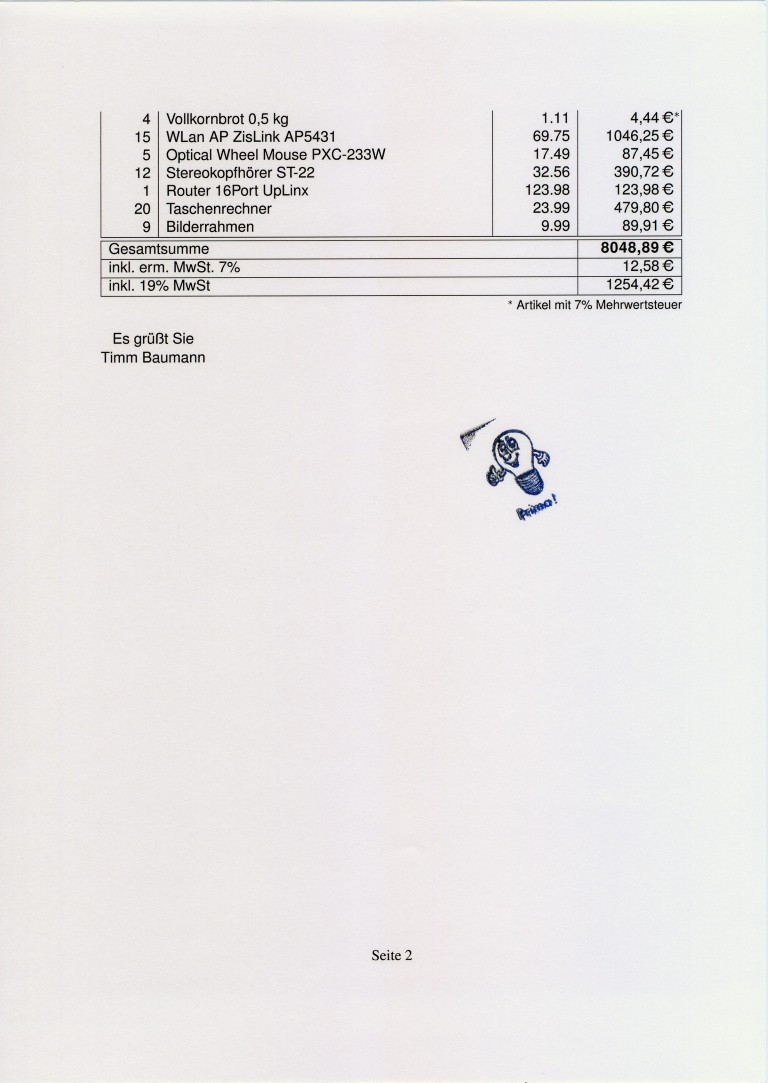 4 Vollkornbrot 0,5 kg 1.11 4,44 €*
15 WLan AP ZisLink AP5431 69.75 1046,25 €
5 Optical Wheel Mouse PXC-233W 17.49 87,45 €
12 Stereokopfhörer ST-22 32.56 390,72 €
1 Router 16Port UpLinx 123.98 123,98 €
20 Taschenrechner 23.99 479,80 €
9 Bilderrahmen 9.99 89,91 €
Gesamtsumme 8048,89 €
inkl. erm. MwSt. 7% 12,58 €
inkl. 19% MwSt 1254,42 €
* Artikel mit 7% Mehrwertsteuer
Es grüßt Sie
Timm Baumann
Seite 2